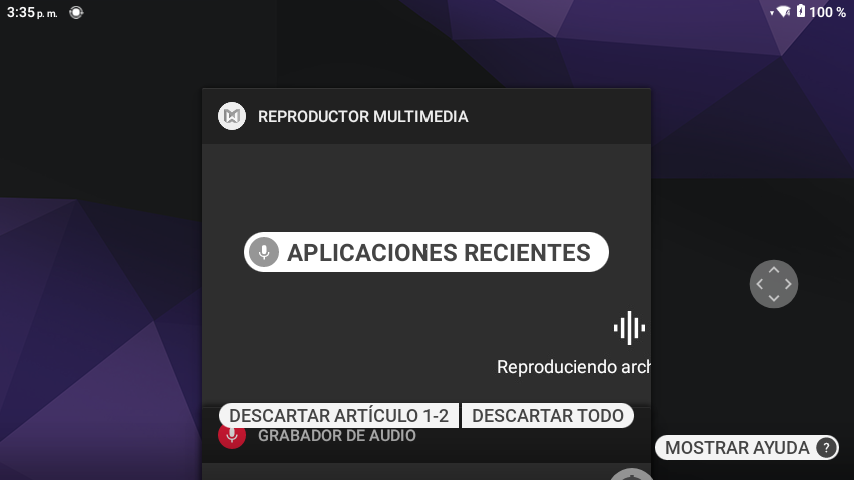 3:35 p. m.
100 %
REPRODUCTOR MULTIMEDIA
APLICACIONES RECIENTES
Reproduciendo arch
DESCARTAR ARTÍCULO 1-2
DESCARTAR TODO
GRABADOR DE AUDIO
MOSTRAR AYUDA ?